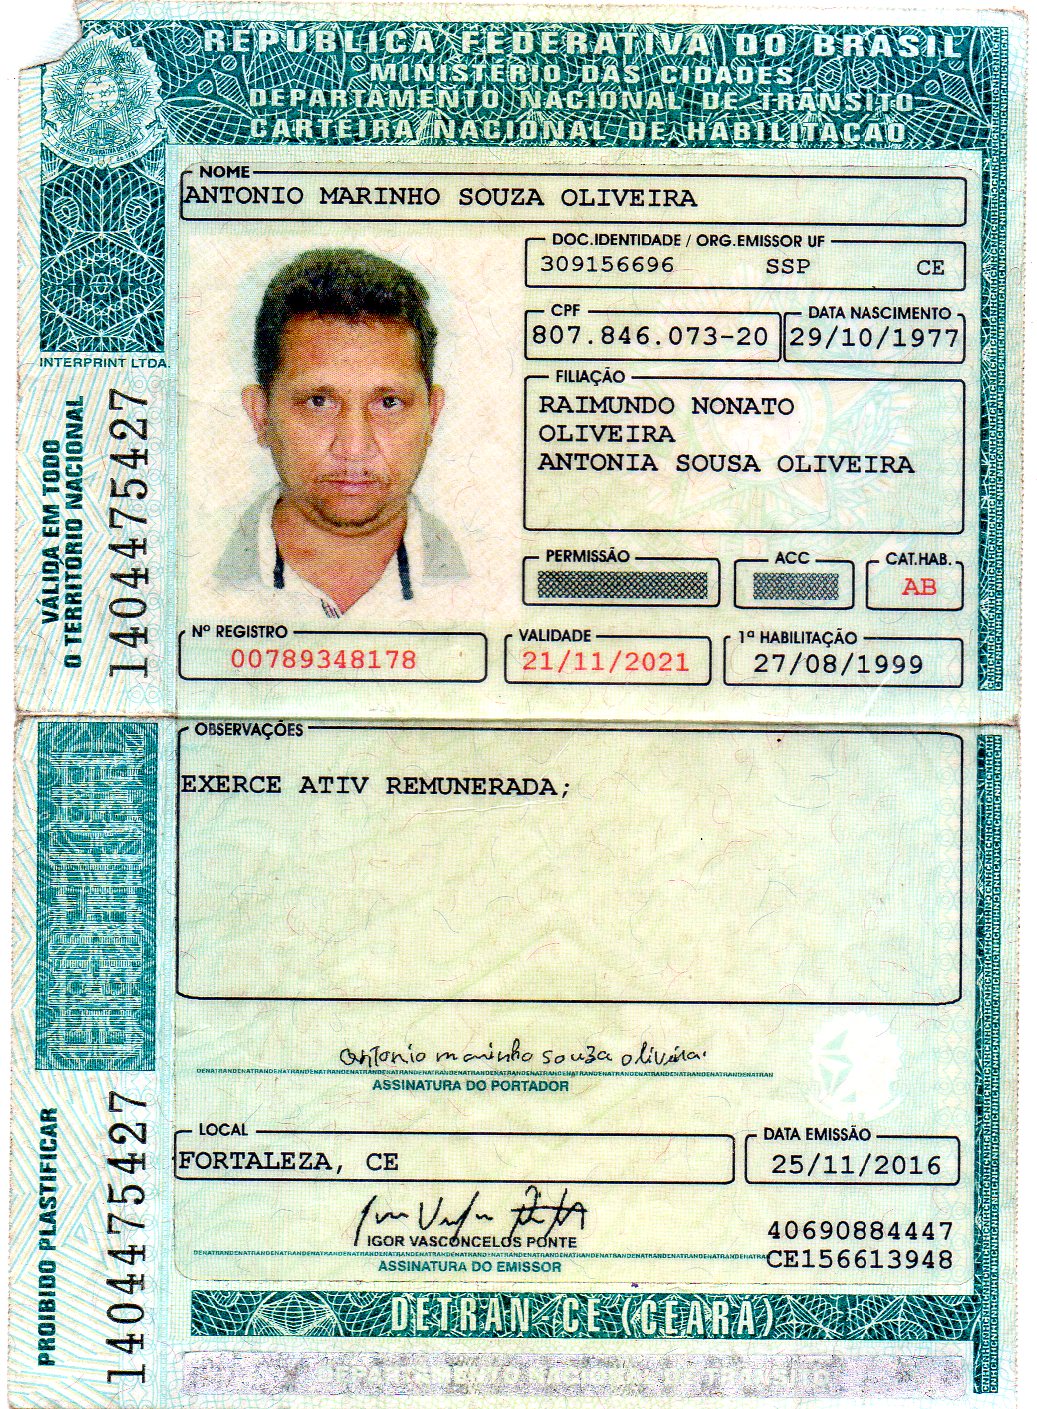 REPÚBLICA FEDERATIVA DO BRASIL
MINISTÉRIO DAS CIDADES
DEPARTAMENTO NACIONAL DE TRÂNSITO
CARTEIRA NACIONAL DE HABILITAÇÃO
NOME
ANTONIO MARINHO SOUZA OLIVEIRA
DOC.IDENTIDADE / ORG.EMISSOR UF
309156696 SSP CE
CPF DATA NASCIMENTO
807.846.073-20 29/10/1977
INTERPRINT LTDA.
FILIAÇÃO
RAIMUNDO NONATO
OLIVEIRA
ANTONIA SOUSA OLIVEIRA
VÁLIDA EM TODO
O TERRITÓRIO NACIONAL
1404475427
PERMISSÃO ACC CAT.HAB.
AB
Nº REGISTRO VALIDADE 1ª HABILITAÇÃO
00789348178 21/11/2021 27/08/1999
OBSERVAÇÕES
EXERCE ATIV REMUNERADA;
Antonio marinho souza oliveira
ASSINATURA DO PORTADOR
PROIBIDO PLASTIFICAR
1404475427
LOCAL DATA EMISSÃO
FORTALEZA, CE 25/11/2016
IGOR VASCONCELOS PONTE
ASSINATURA DO EMISSOR
40690884447
CE156613948
DETRAN-CE (CEARÁ)
DEPARTAMENTO NACIONAL DE TRÂNSITO